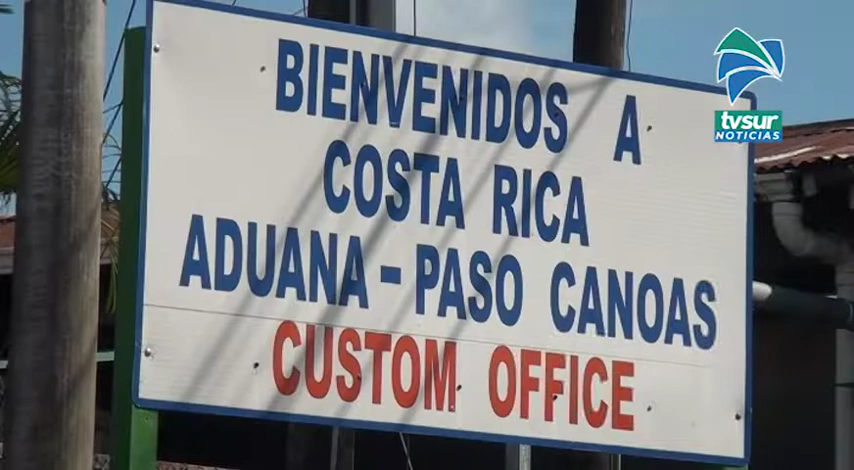 BIENVENIDOS A
COSTA RICA
ADUANA - PASO CANOAS
CUSTOM OFFICE
tvsur
NOTICIAS